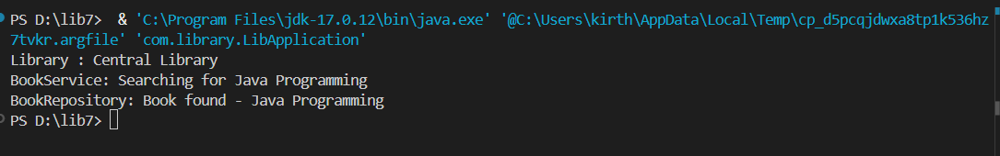 PS D:\lib7>  & 'C:\Program Files\jdk-17.0.12\bin\java.exe' '@C:\Users\kirth\AppData\Local\Temp\cp_d5pcqjdwxa8tp1k536hz
7tvkr.argfile' 'com.library.LibApplication'
Library : Central Library
BookService: Searching for Java Programming
BookRepository: Book found - Java Programming
PS D:\lib7>